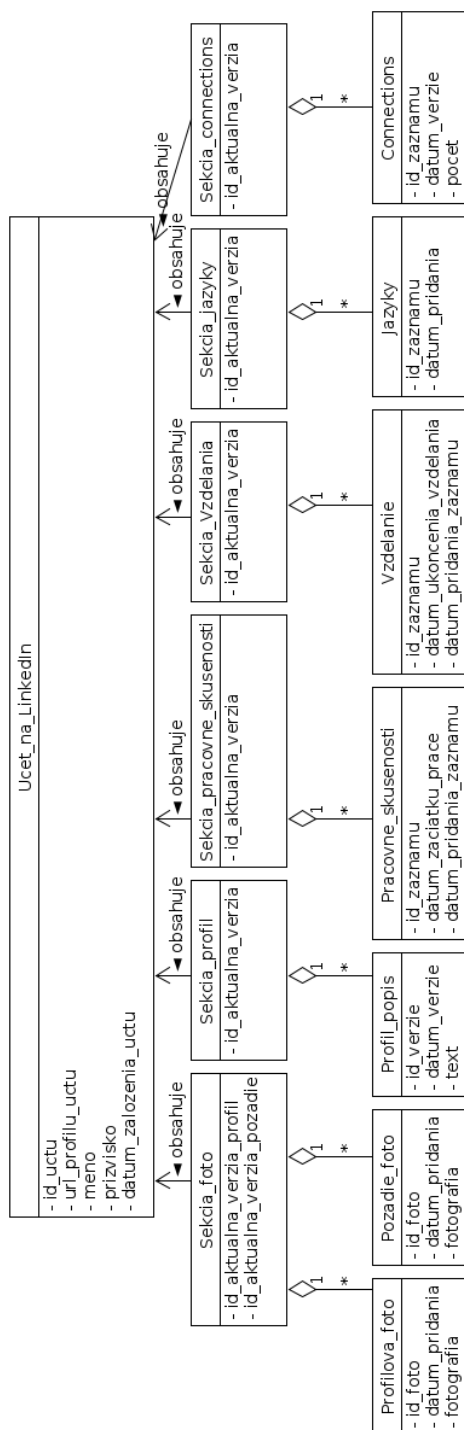 Ucet_na_LinkedIn
- id_uctu
- url_profilu_uctu
- meno
- prizvisko
- datum_zalozenia_uctu
◄ obsahuje
◄ obsahuje
◄ obsahuje
◄ obsahuje
◄ obsahuje
◄ obsahuje
Sekcia_foto
- id_aktualna_verzia_profil
- id_aktualna_verzia_pozadie
Sekcia_profil
- id_aktualna_verzia
Sekcia_pracovne_skusenosti
- id_aktualna_verzia
Sekcia_Vzdelania
- id_aktualna_verzia
Sekcia_jazyky
- id_aktualna_verzia
Sekcia_connections
- id_aktualna_verzia
1
*
1
*
1
*
1
*
1
*
1
*
1
*
Profilova_foto
- id_foto
- datum_pridania
- fotografia
Pozadie_foto
- id_foto
- datum_pridania
- fotografia
Profil_popis
- id_verzie
- datum_verzie
- text
Pracovne_skusenosti
- id_zaznamu
- datum_zaciatku_prace
- datum_pridania_zaznamu
Vzdelanie
- id_zaznamu
- datum_ukoncenia_vzdelania
- datum_pridania_zaznamu
Jazyky
- id_zaznamu
- datum_pridania
Connections
- id_zaznamu
- datum_verzie
- pocet